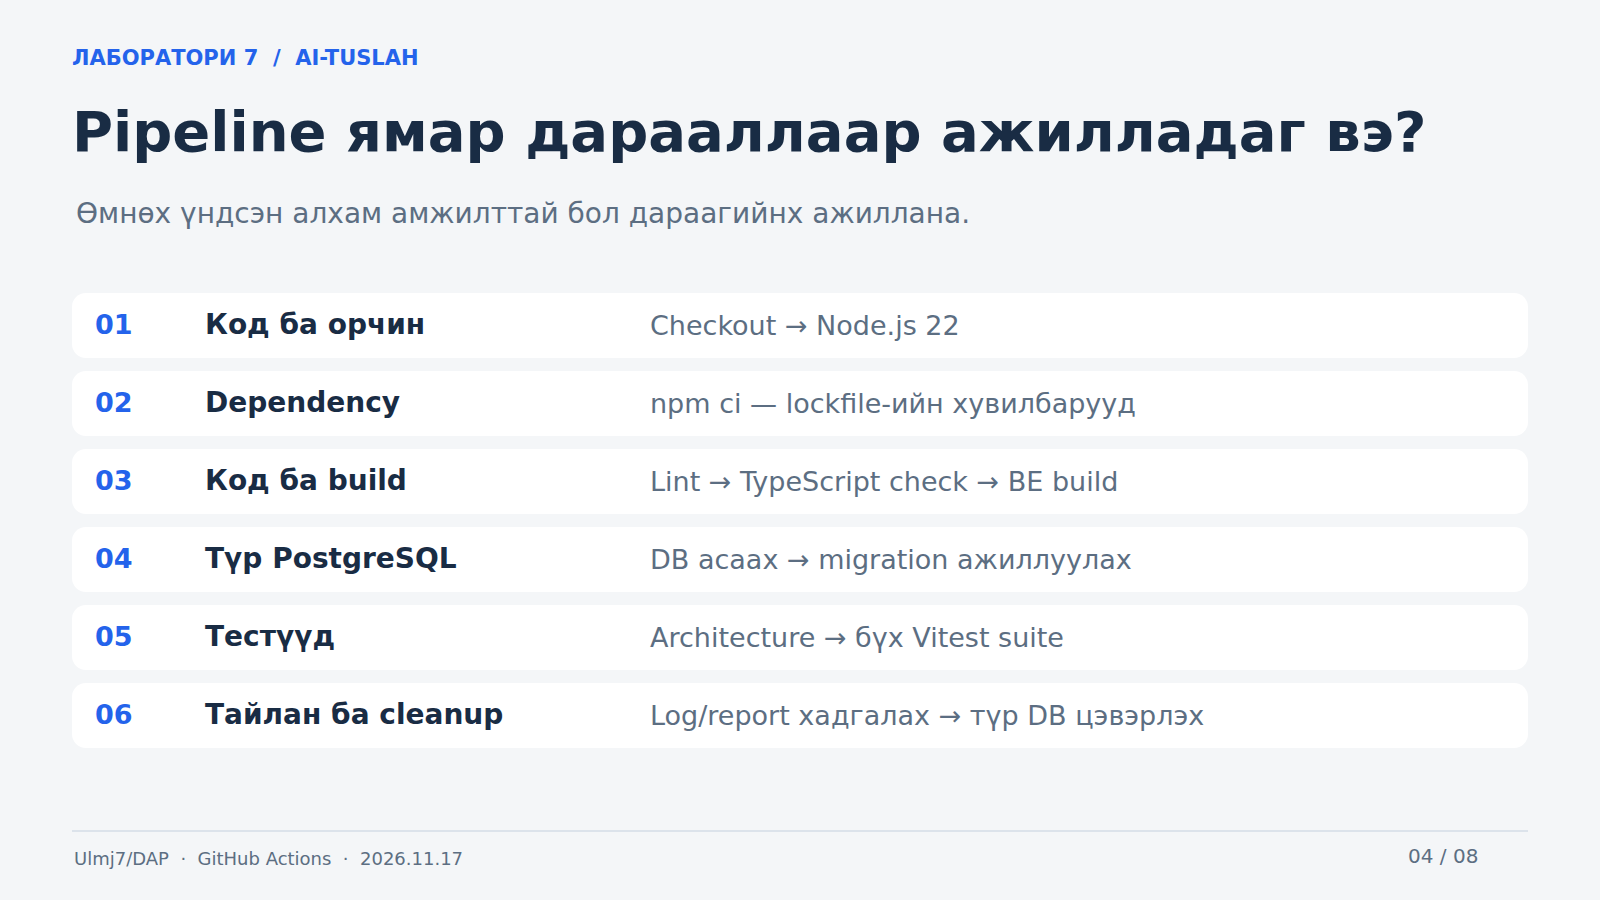 ЛАБОРАТОРИ 7 / AI-TUSLAH
Pipeline ямар дарааллаар ажилладаг вэ?
Өмнөх үндсэн алхам амжилттай бол дараагийнх ажиллана.
01 Код ба орчин Checkout → Node.js 22
02 Dependency npm ci — lockfile-ийн хувилбарууд
03 Код ба build Lint → TypeScript check → BE build
04 Түр PostgreSQL DB асаах → migration ажиллуулах
05 Тестүүд Architecture → бүх Vitest suite
06 Тайлан ба cleanup Log/report хадгалах → түр DB цэвэрлэх
Ulmj7/DAP · GitHub Actions · 2026.11.17 04 / 08